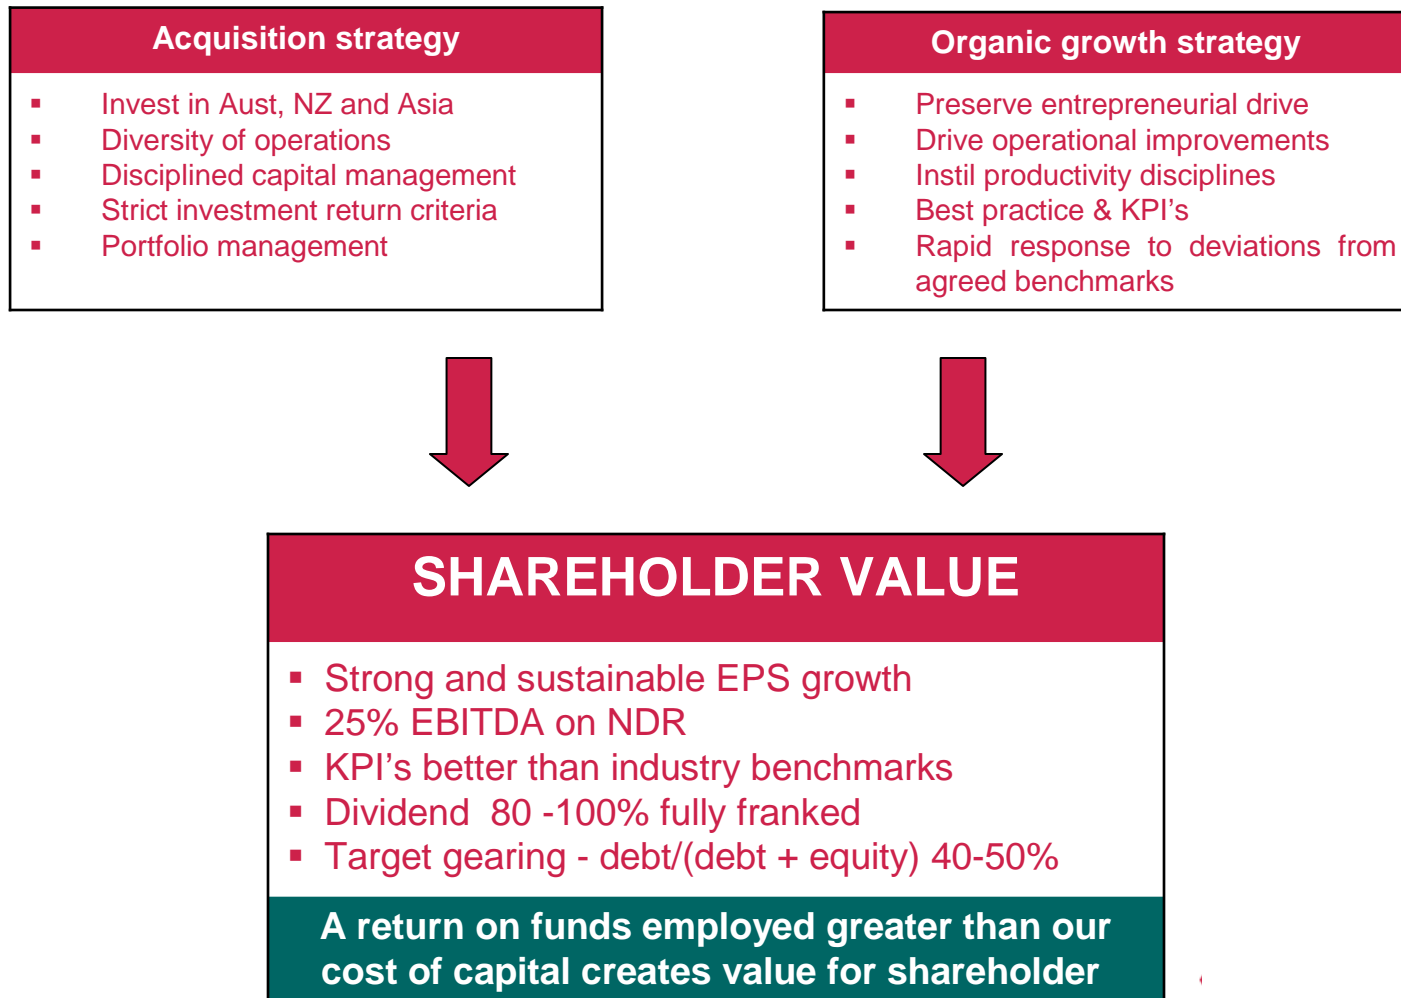 Acquisition strategy
▪ Invest in Aust, NZ and Asia
▪ Diversity of operations
▪ Disciplined capital management
▪ Strict investment return criteria
▪ Portfolio management
Organic growth strategy
▪ Preserve entrepreneurial drive
▪ Drive operational improvements
▪ Instil productivity disciplines
▪ Best practice & KPI’s
▪ Rapid response to deviations from
agreed benchmarks
SHAREHOLDER VALUE
▪ Strong and sustainable EPS growth
▪ 25% EBITDA on NDR
▪ KPI’s better than industry benchmarks
▪ Dividend 80 -100% fully franked
▪ Target gearing - debt/(debt + equity) 40-50%
A return on funds employed greater than our
cost of capital creates value for shareholder